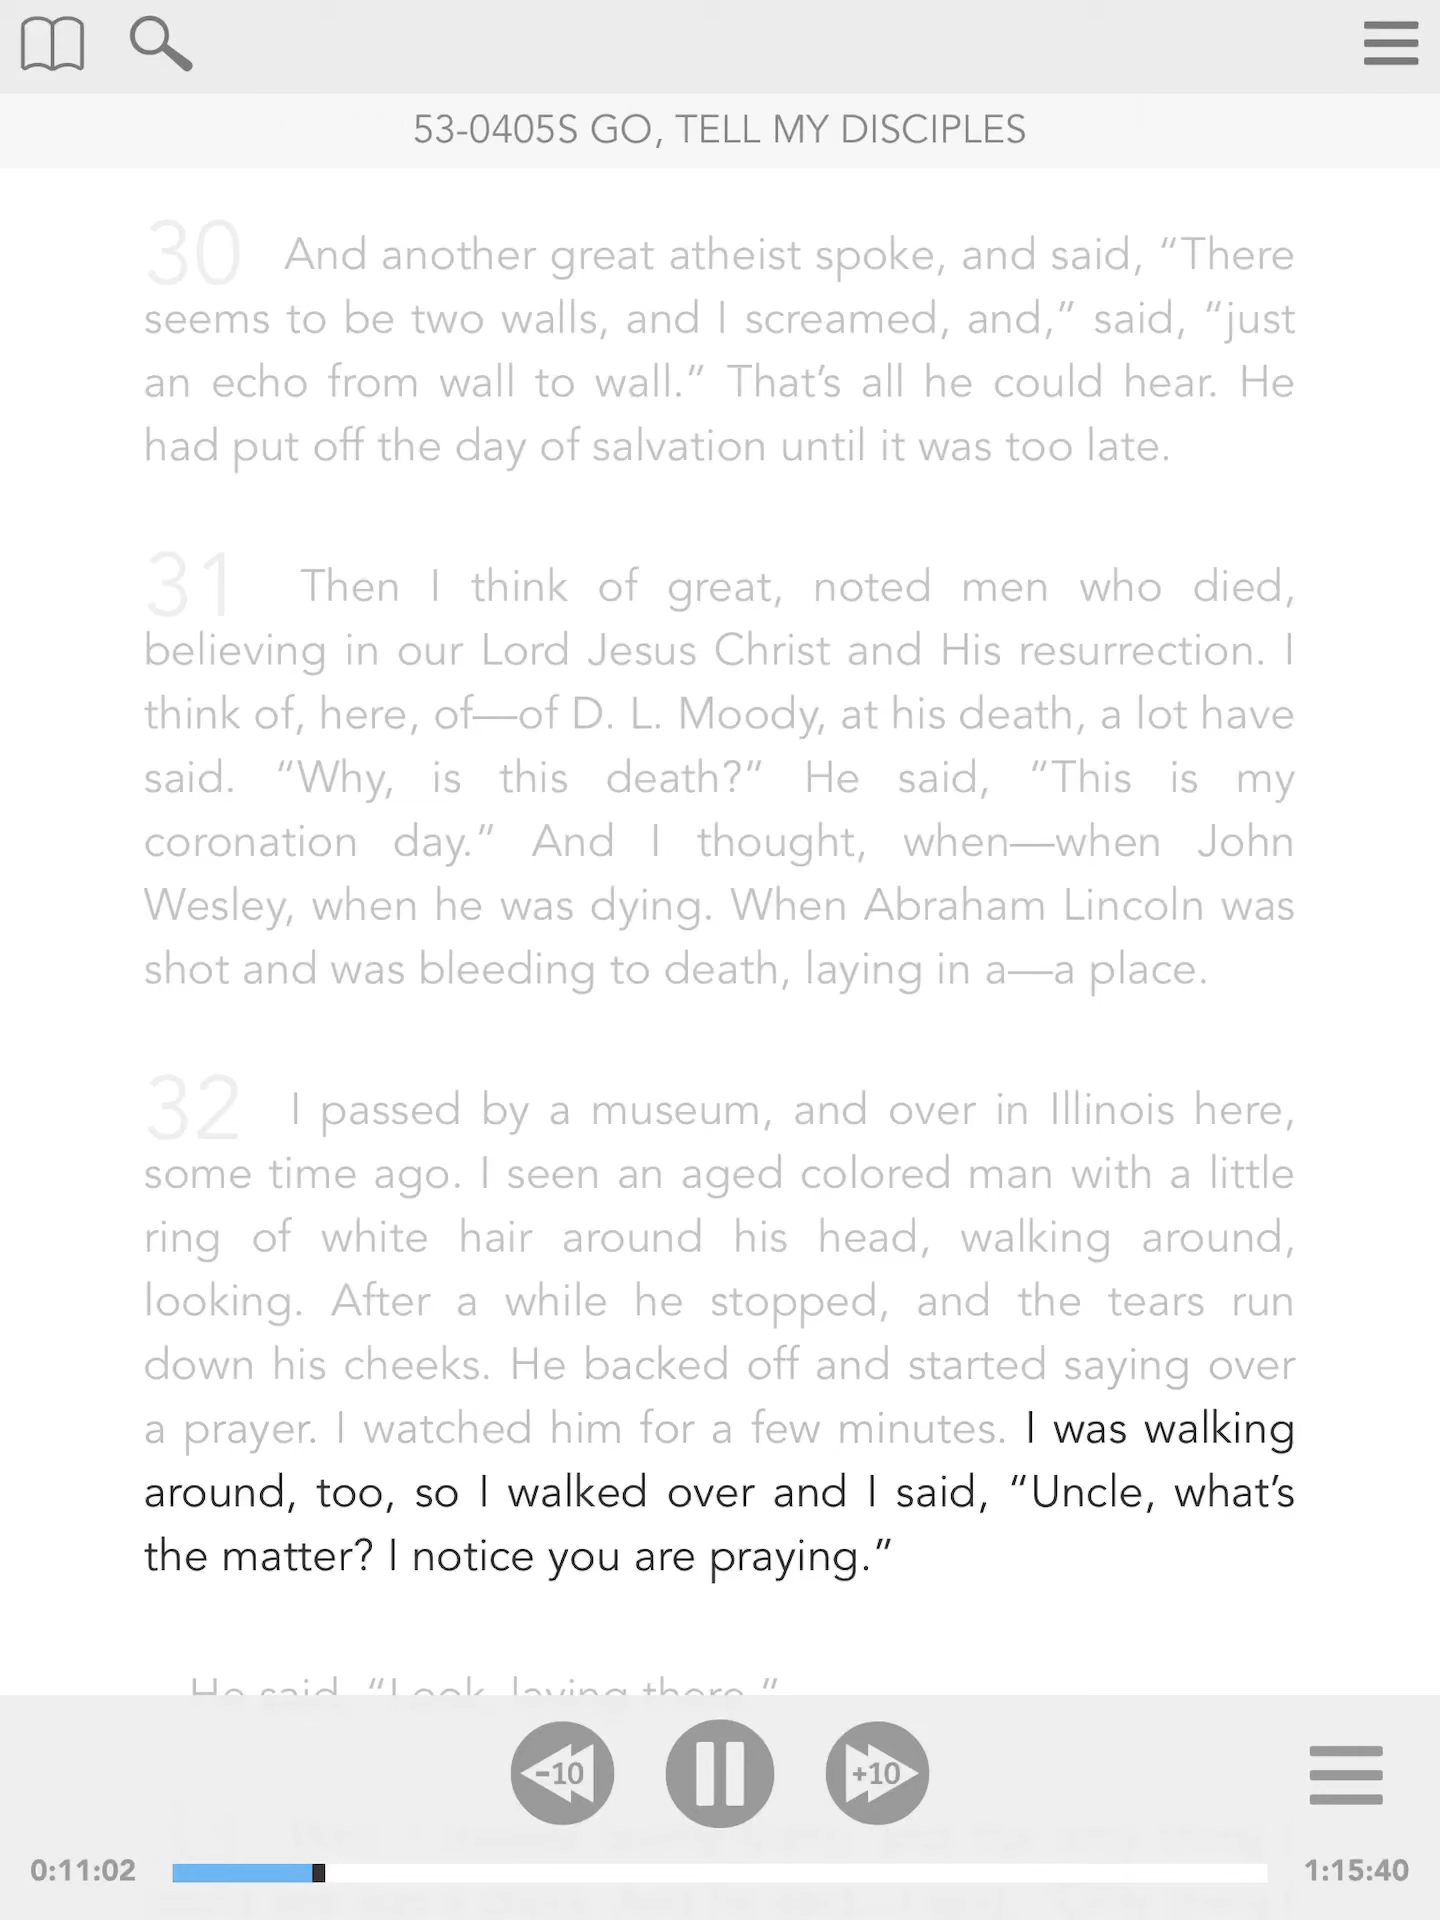 53-0405S GO, TELL MY DISCIPLES
30 And another great atheist spoke, and said, “There
seems to be two walls, and I screamed, and,” said, “just
an echo from wall to wall.” That’s all he could hear. He
had put off the day of salvation until it was too late.
31 Then I think of great, noted men who died,
believing in our Lord Jesus Christ and His resurrection. I
think of, here, of—of D. L. Moody, at his death, a lot have
said. “Why, is this death?” He said, “This is my
coronation day.” And I thought, when—when John
Wesley, when he was dying. When Abraham Lincoln was
shot and was bleeding to death, laying in a—a place.
32 I passed by a museum, and over in Illinois here,
some time ago. I seen an aged colored man with a little
ring of white hair around his head, walking around,
looking. After a while he stopped, and the tears run
down his cheeks. He backed off and started saying over
a prayer. I watched him for a few minutes. I was walking
around, too, so I walked over and I said, “Uncle, what’s
the matter? I notice you are praying.”
He said, “Look, laying there.”
-10 +10
0:11:02 1:15:40